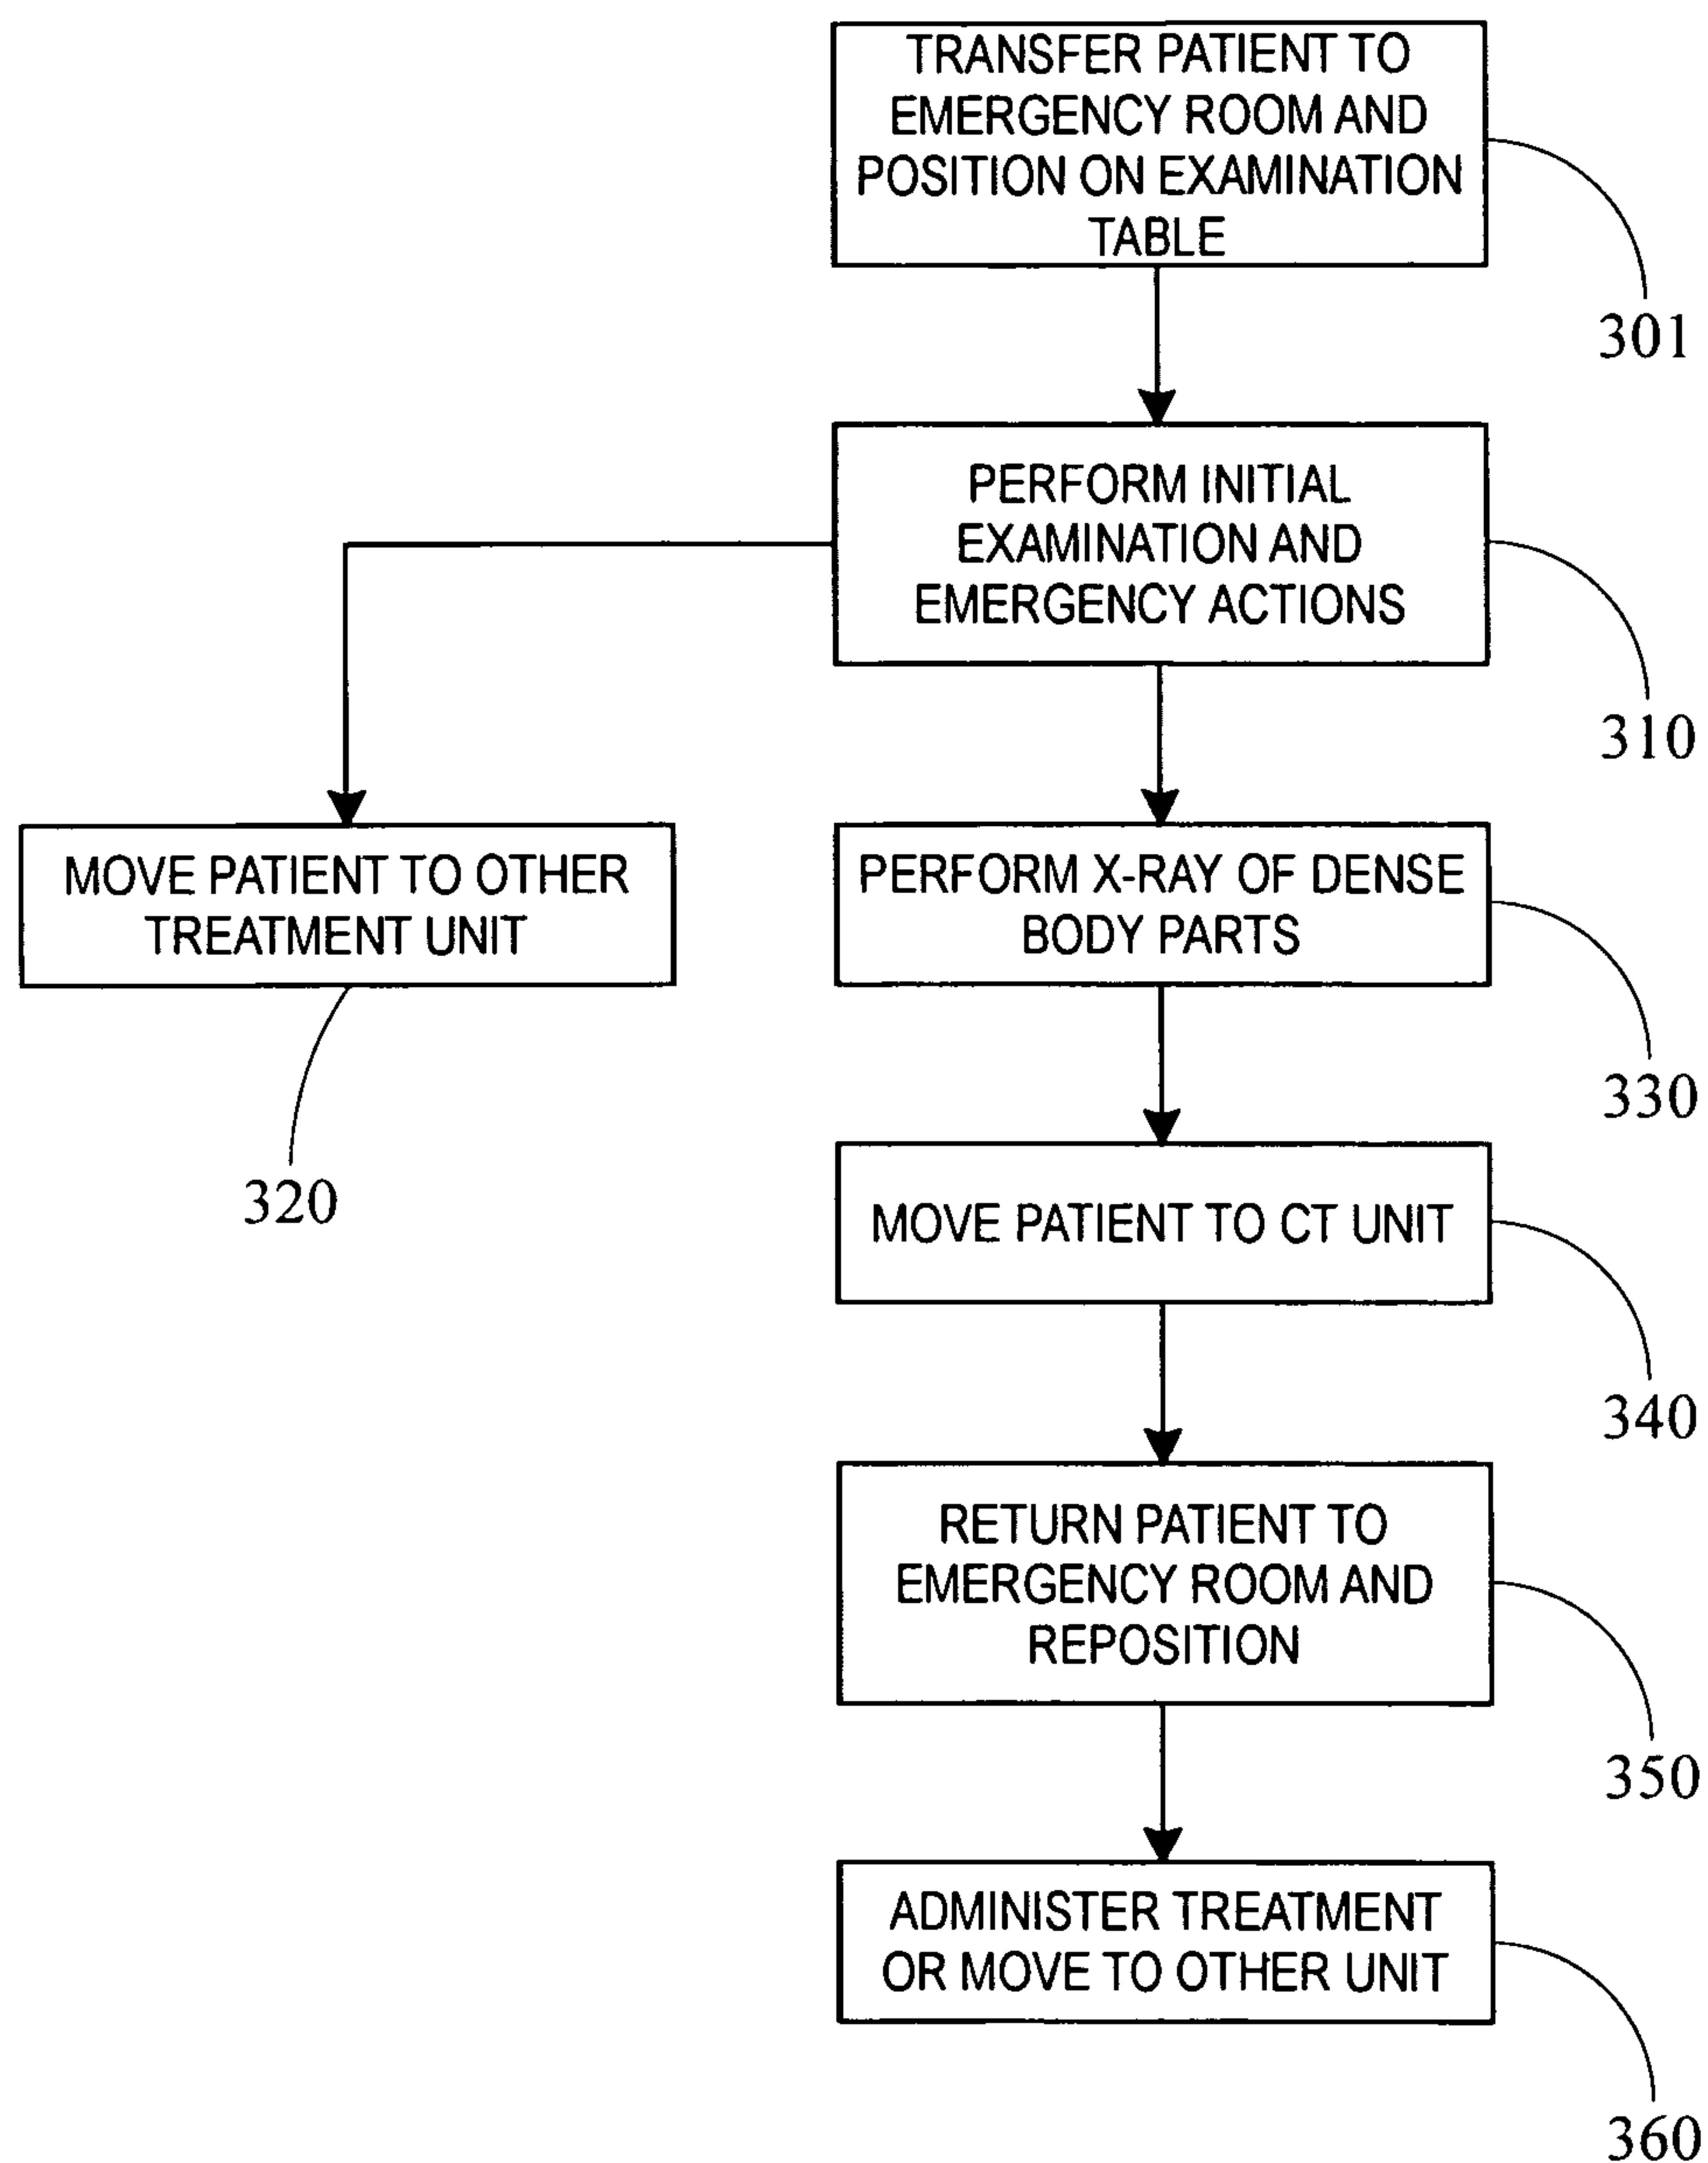 TRANSFER PATIENT TO
EMERGENCY ROOM AND
POSITION ON EXAMINATION
TABLE
301
PERFORM INITIAL
EXAMINATION AND
EMERGENCY ACTIONS
310
MOVE PATIENT TO OTHER
TREATMENT UNIT
320
PERFORM X-RAY OF DENSE
BODY PARTS
330
MOVE PATIENT TO CT UNIT
340
RETURN PATIENT TO
EMERGENCY ROOM AND
REPOSITION
350
ADMINISTER TREATMENT
OR MOVE TO OTHER UNIT
360